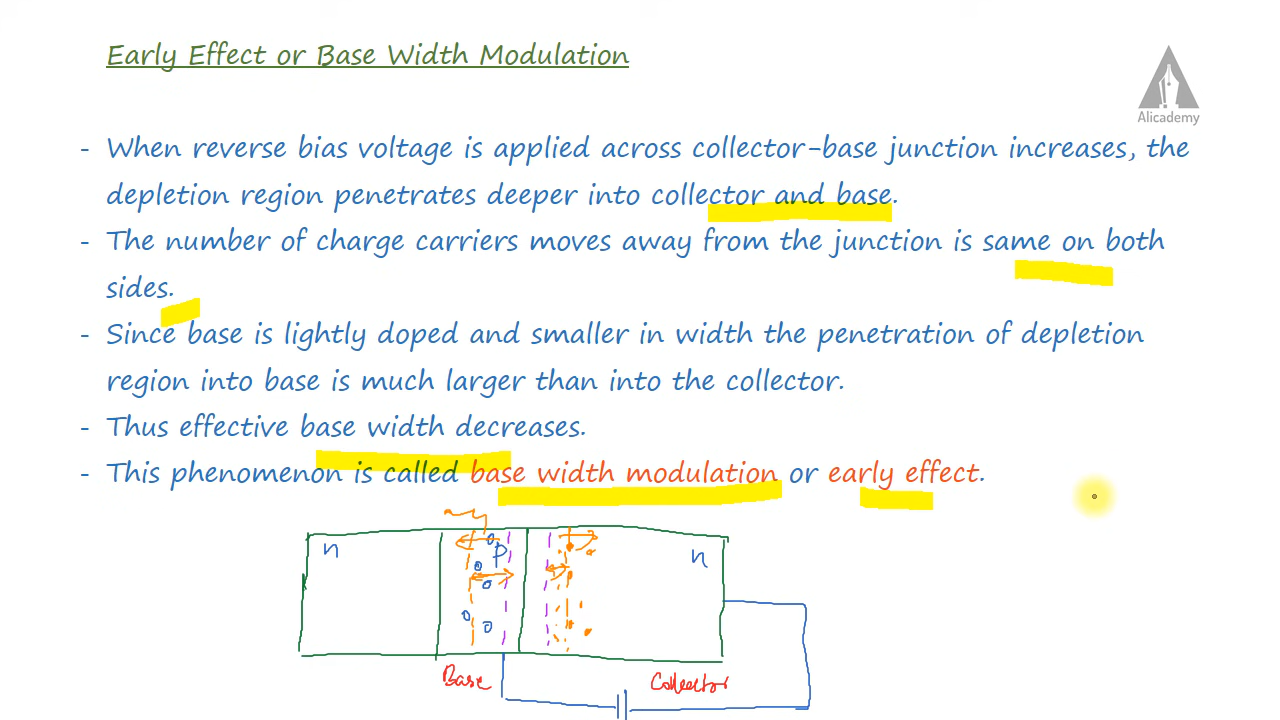 Early Effect or Base Width Modulation
Alicademy
- When reverse bias voltage is applied across collector-base junction increases, the
depletion region penetrates deeper into collector and base.
- The number of charge carriers moves away from the junction is same on both
sides.
- Since base is lightly doped and smaller in width the penetration of depletion
region into base is much larger than into the collector.
- Thus effective base width decreases.
- This phenomenon is called base width modulation or early effect.
n
p
n
Base
Collector